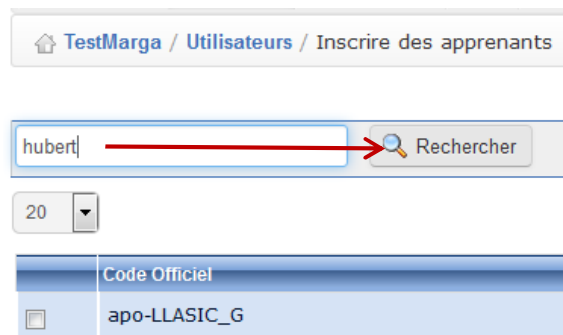 TestMarga / Utilisateurs / Inscrire des apprenants
hubert Rechercher
20
Code Officiel
apo-LLASIC_G